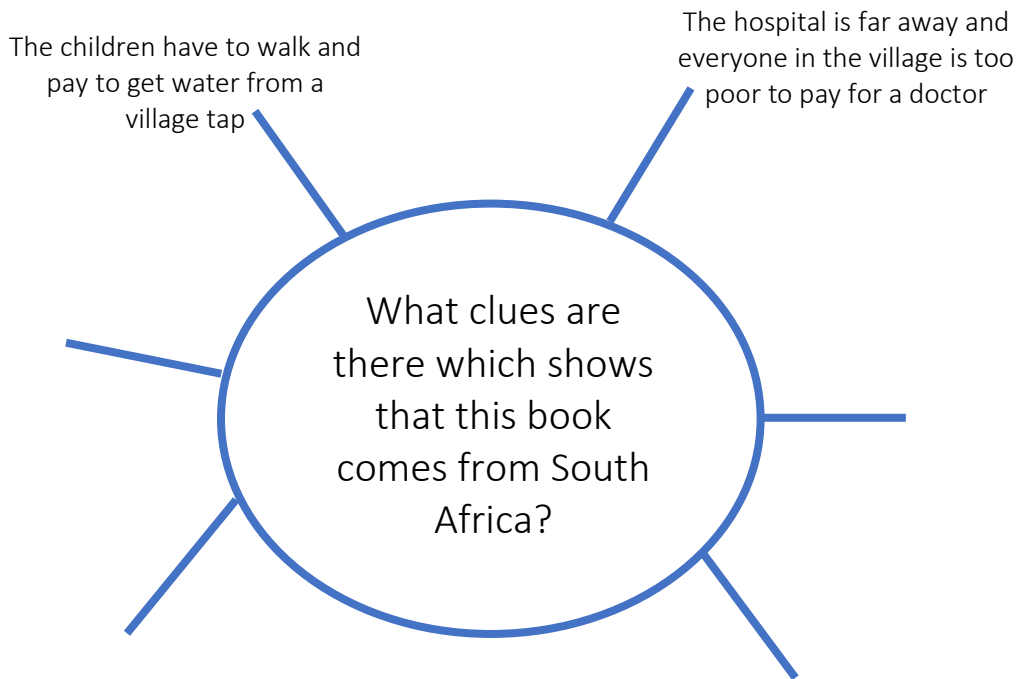 The children have to walk and
pay to get water from a
village tap
The hospital is far away and
everyone in the village is too
poor to pay for a doctor
What clues are
there which shows
that this book
comes from South
Africa?